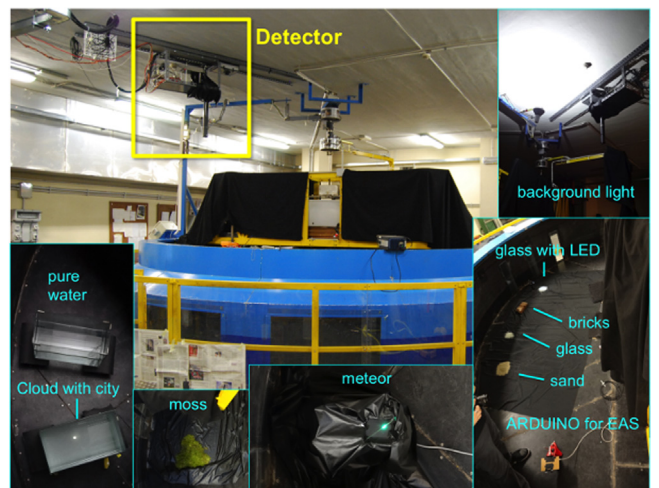 Detector
background light
glass with LED
bricks
glass
sand
ARDUINO for EAS
pure
water
Cloud with city
moss
meteor